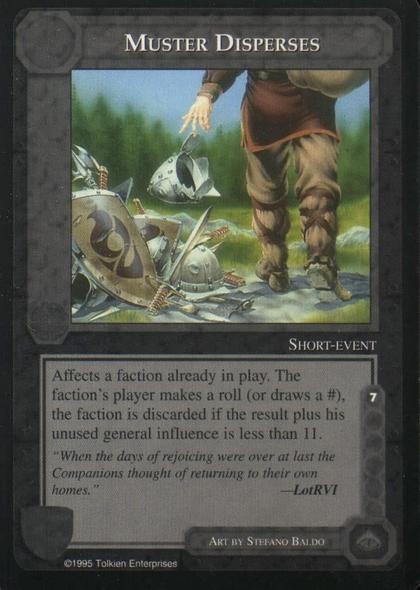 MUSTER DISPERSES
SHORT-EVENT
Affects a faction already in play. The
faction's player makes a roll (or draws a #),
the faction is discarded if the result plus his
unused general influence is less than 11.
7
"When the days of rejoicing were over at last the
Companions thought of returning to their own
homes." —LotRVI
ART BY STEFANO BALDO
©1995 Tolkien Enterprises